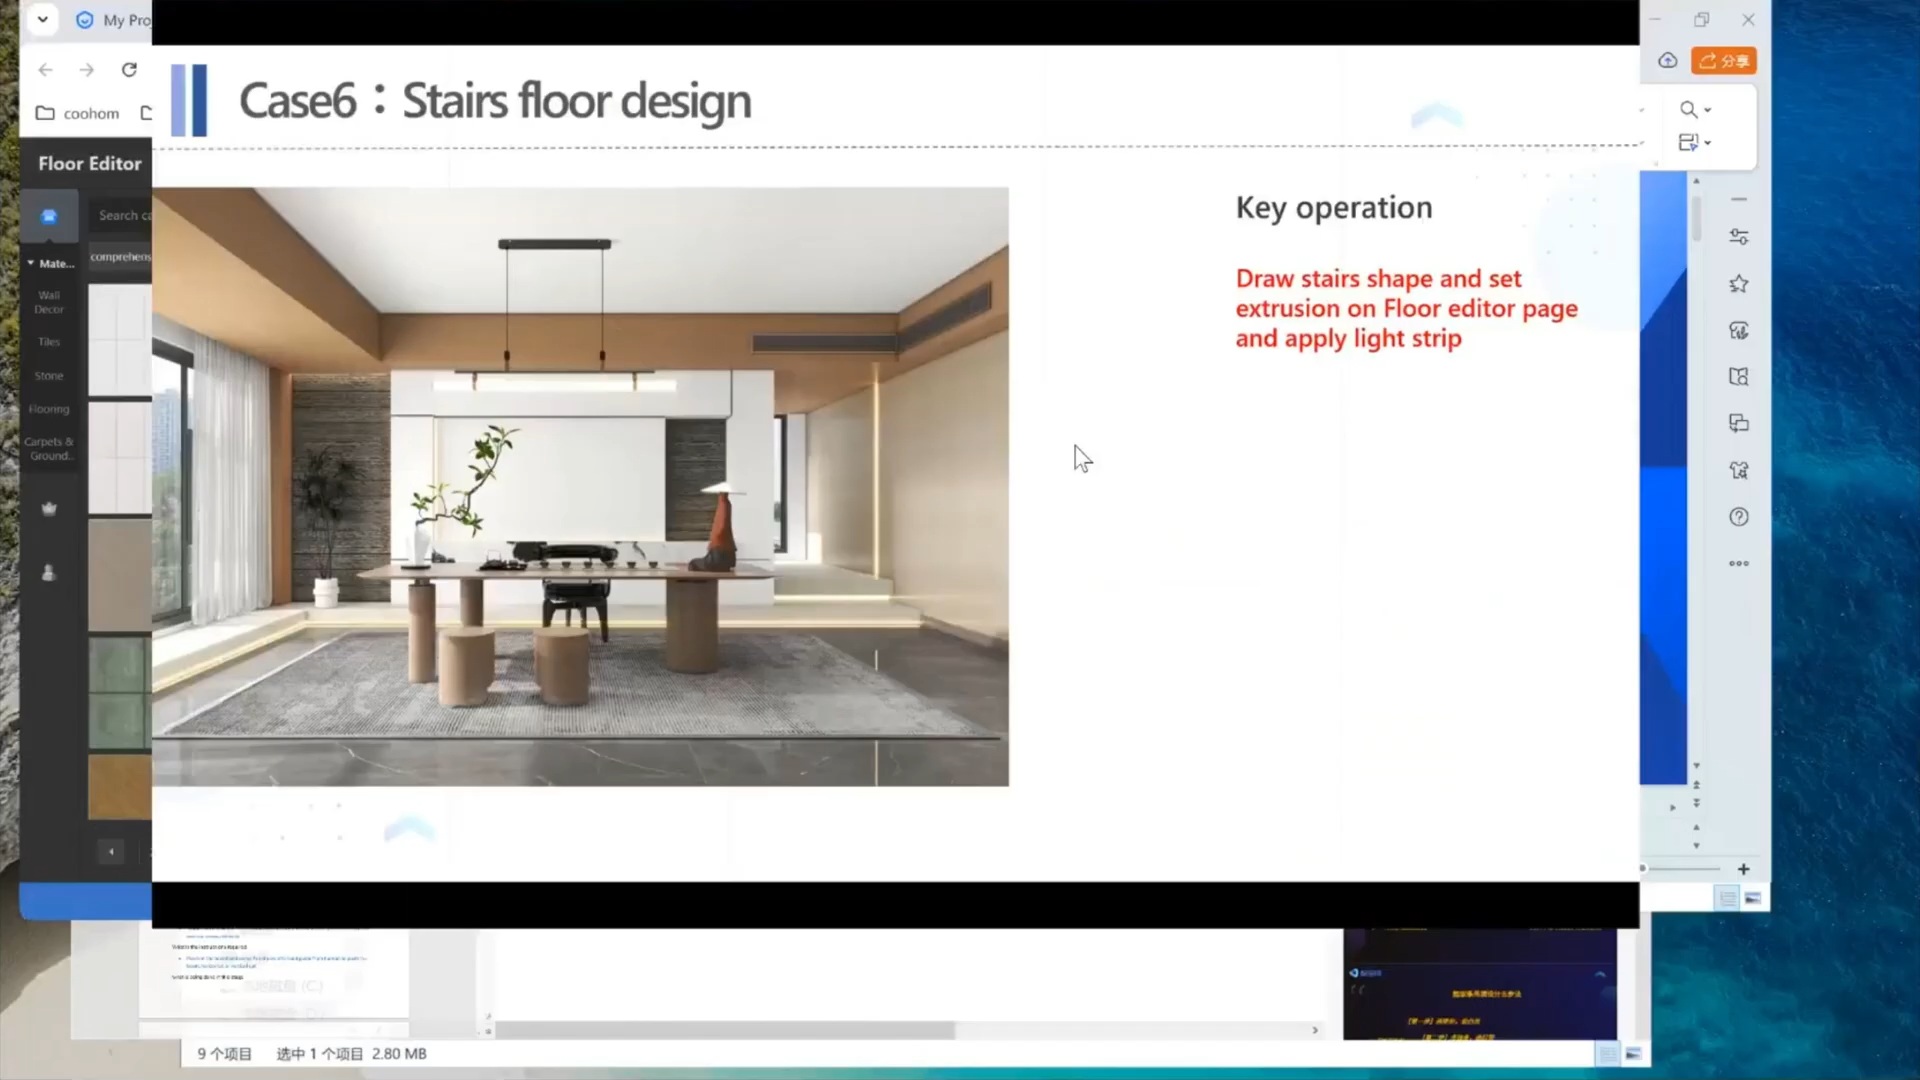 My Pro
coohom
分享
Case6：Stairs floor design
Floor Editor
Search ca
comprehens
Mate...
Wall
Decor
Tiles
Stone
Flooring
Carpets &
Ground..
Key operation
Draw stairs shape and set
extrusion on Floor editor page
and apply light strip
9 个项目 选中 1 个项目 2.80 MB